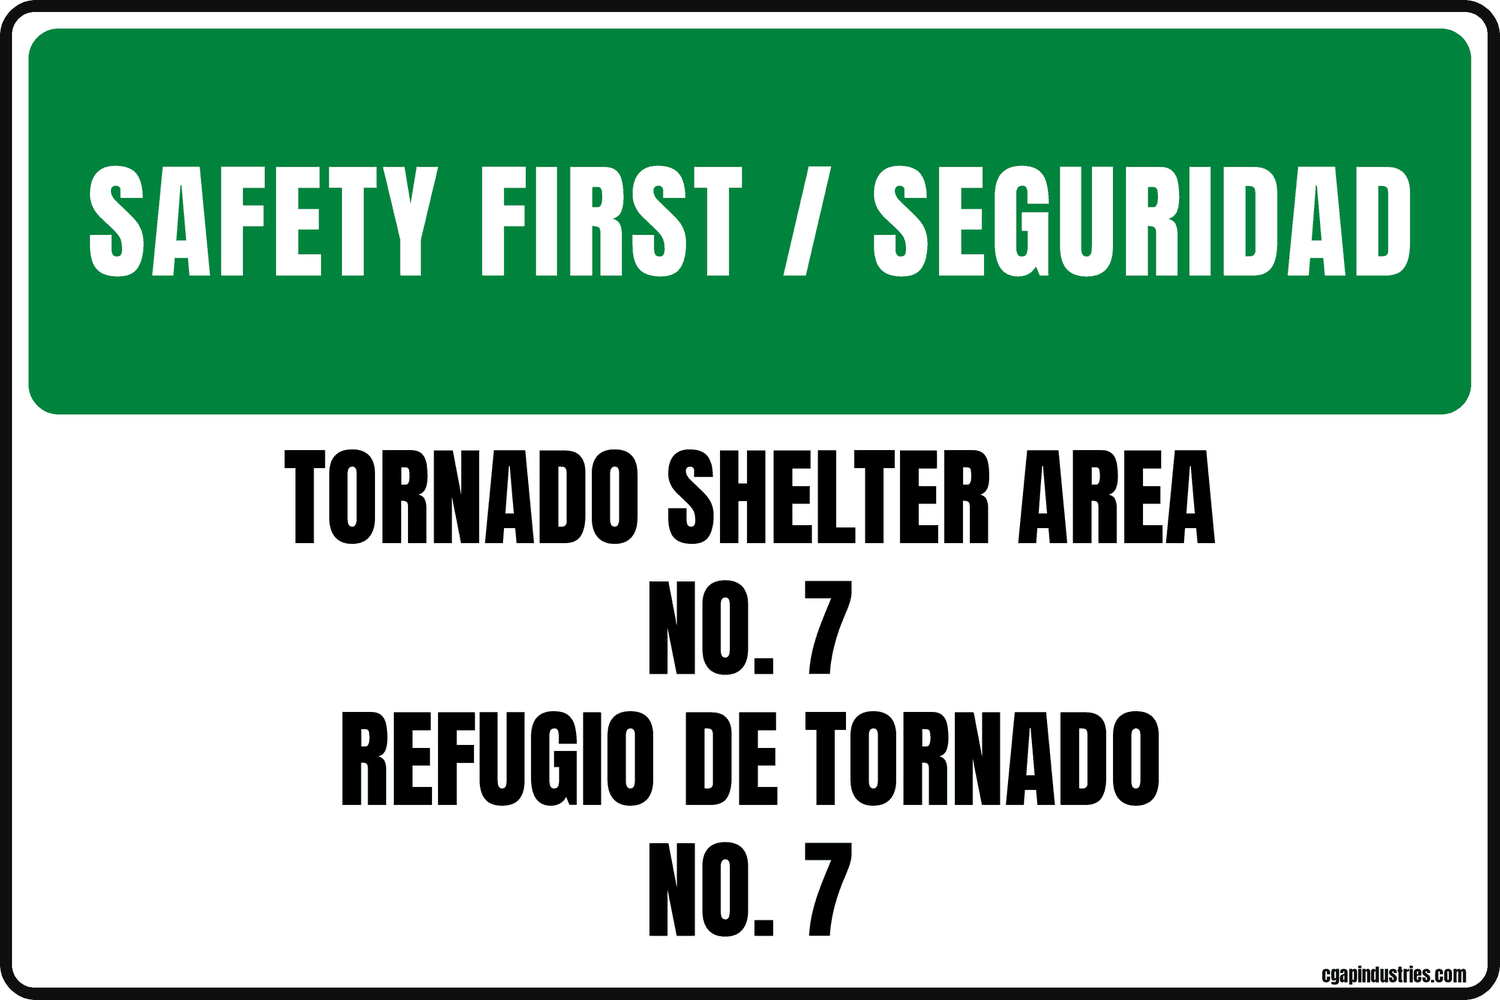 SAFETY FIRST / SEGURIDAD
TORNADO SHELTER AREA
NO. 7
REFUGIO DE TORNADO
NO. 7
cgapindustries.com